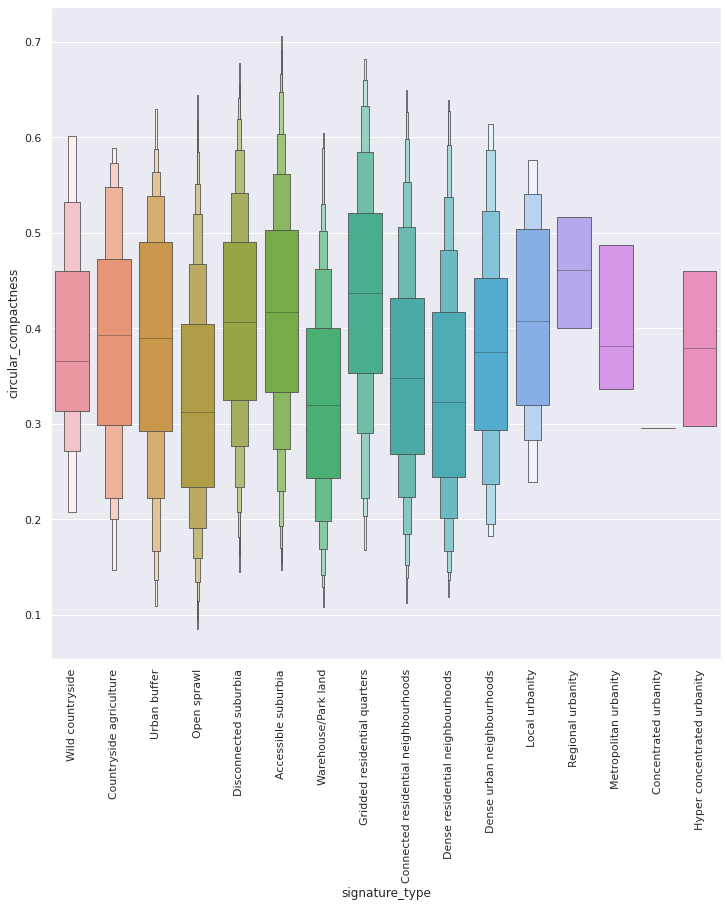 0.7
0.6
0.5
0.4
0.3
0.2
0.1
circular_compactness
Wild countryside
Countryside agriculture
Urban buffer
Open sprawl
Disconnected suburbia
Accessible suburbia
Warehouse/Park land
Gridded residential quarters
Connected residential neighbourhoods
Dense residential neighbourhoods
Dense urban neighbourhoods
Local urbanity
Regional urbanity
Metropolitan urbanity
Concentrated urbanity
Hyper concentrated urbanity
signature_type